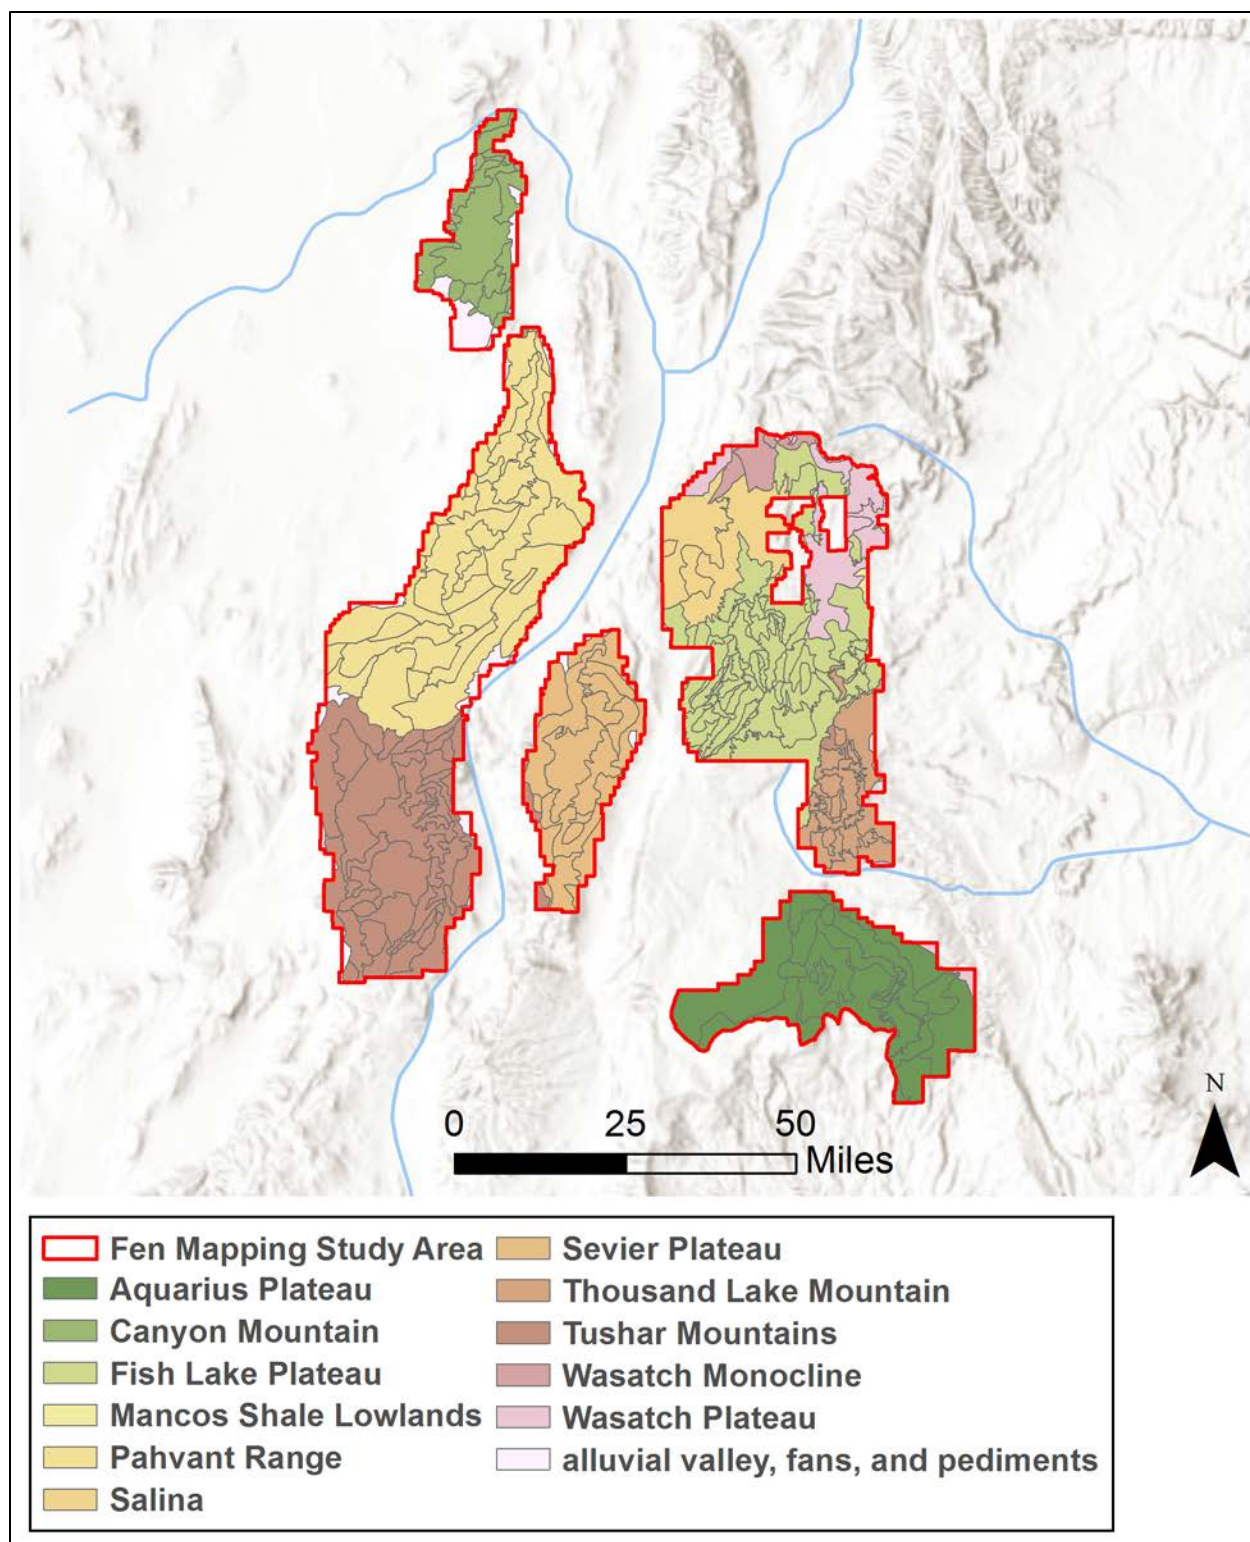 N
0 25 50
Miles
Fen Mapping Study Area
Aquarius Plateau
Canyon Mountain
Fish Lake Plateau
Mancos Shale Lowlands
Pahvant Range
Salina
Sevier Plateau
Thousand Lake Mountain
Tushar Mountains
Wasatch Monocline
Wasatch Plateau
alluvial valley, fans, and pediments